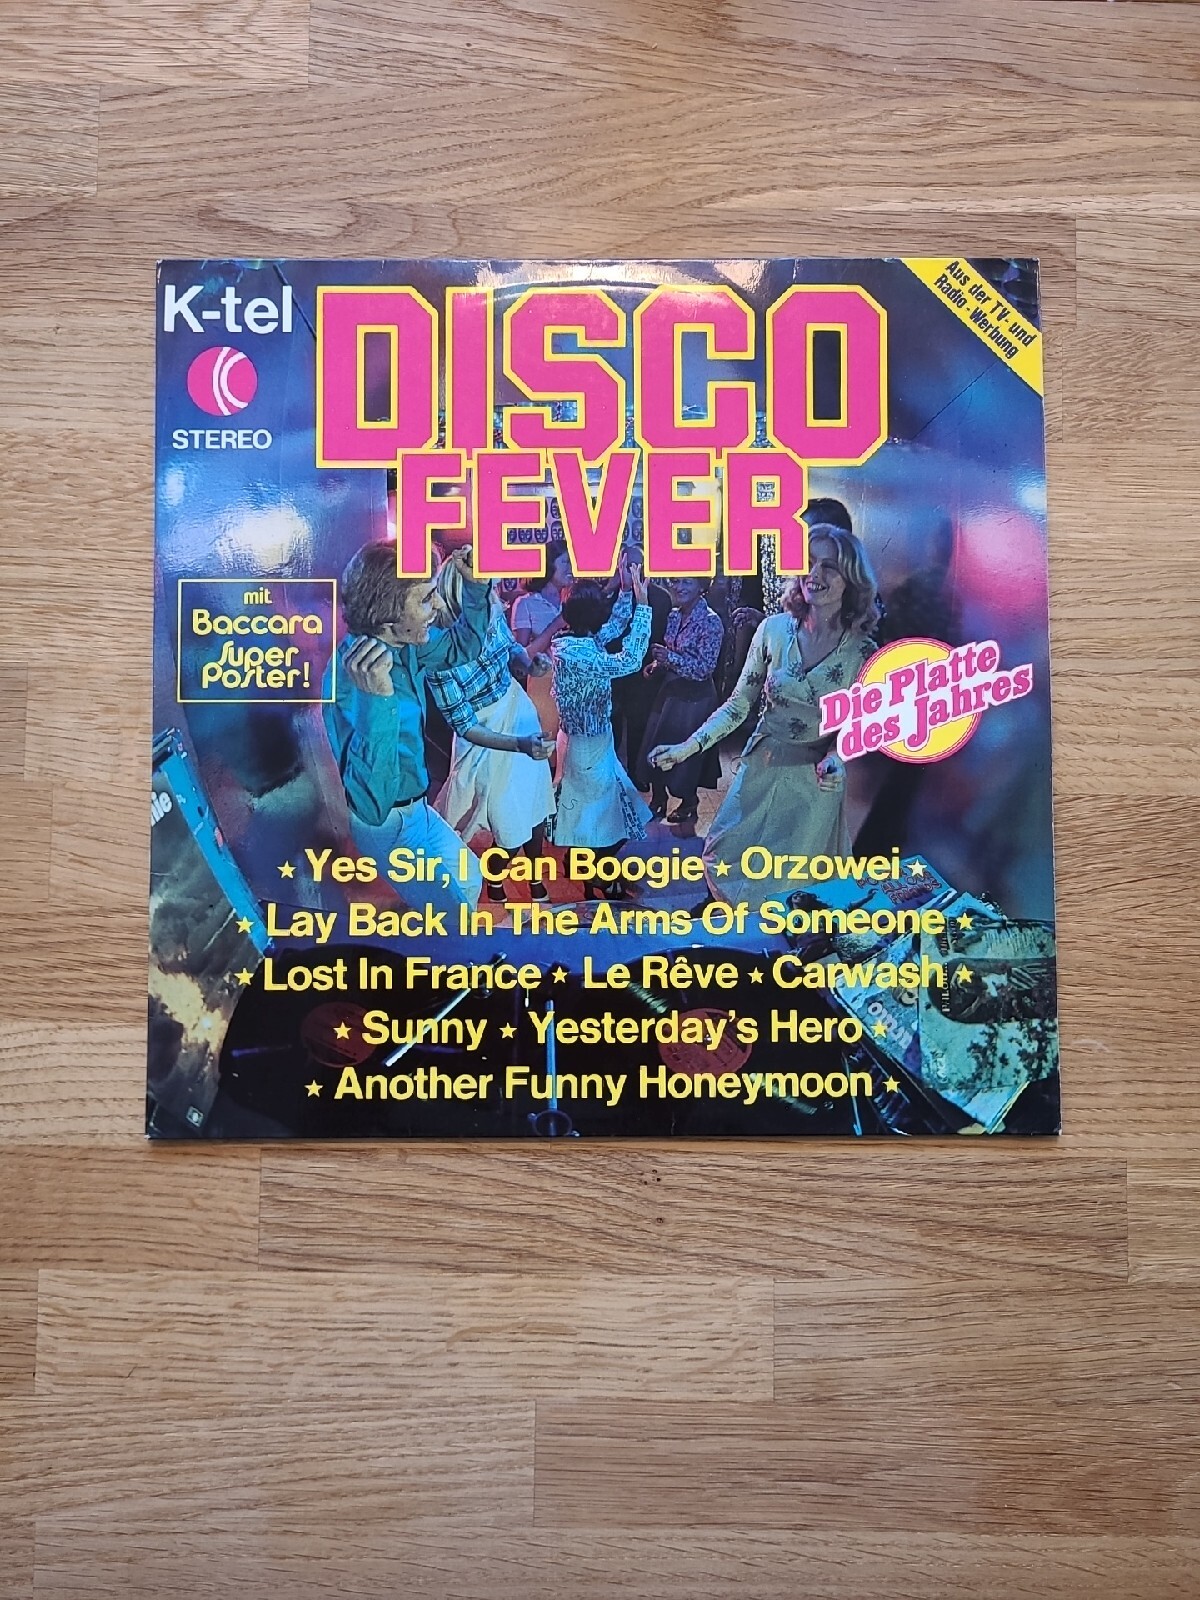 K-tel
STEREO
DISCO
FEVER
Aus der TV- und
Radio-Werbung
mit
Baccara
Super
Poster!
Die Platte
des Jahres
★ Yes Sir, I Can Boogie ★ Orzowei ★
★ Lay Back In The Arms Of Someone ★
★ Lost In France ★ Le Rêve ★ Carwash ★
★ Sunny ★ Yesterday's Hero ★
★ Another Funny Honeymoon ★